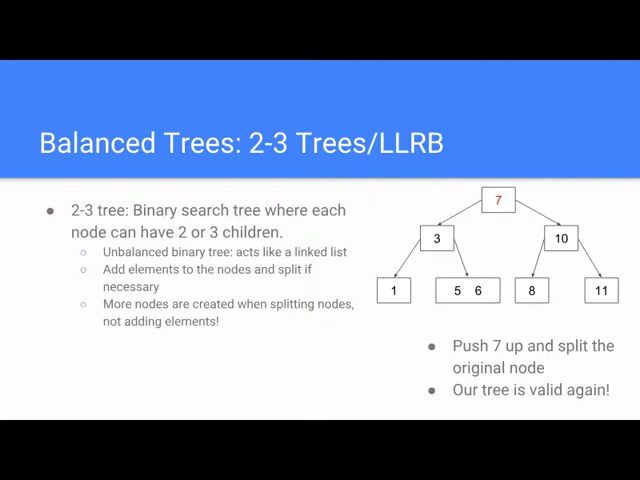 Balanced Trees: 2-3 Trees/LLRB
● 2-3 tree: Binary search tree where each
node can have 2 or 3 children.
○ Unbalanced binary tree: acts like a linked list
○ Add elements to the nodes and split if
necessary
○ More nodes are created when splitting nodes,
not adding elements!
7
3 10
1 5 6 8 11
● Push 7 up and split the
original node
● Our tree is valid again!